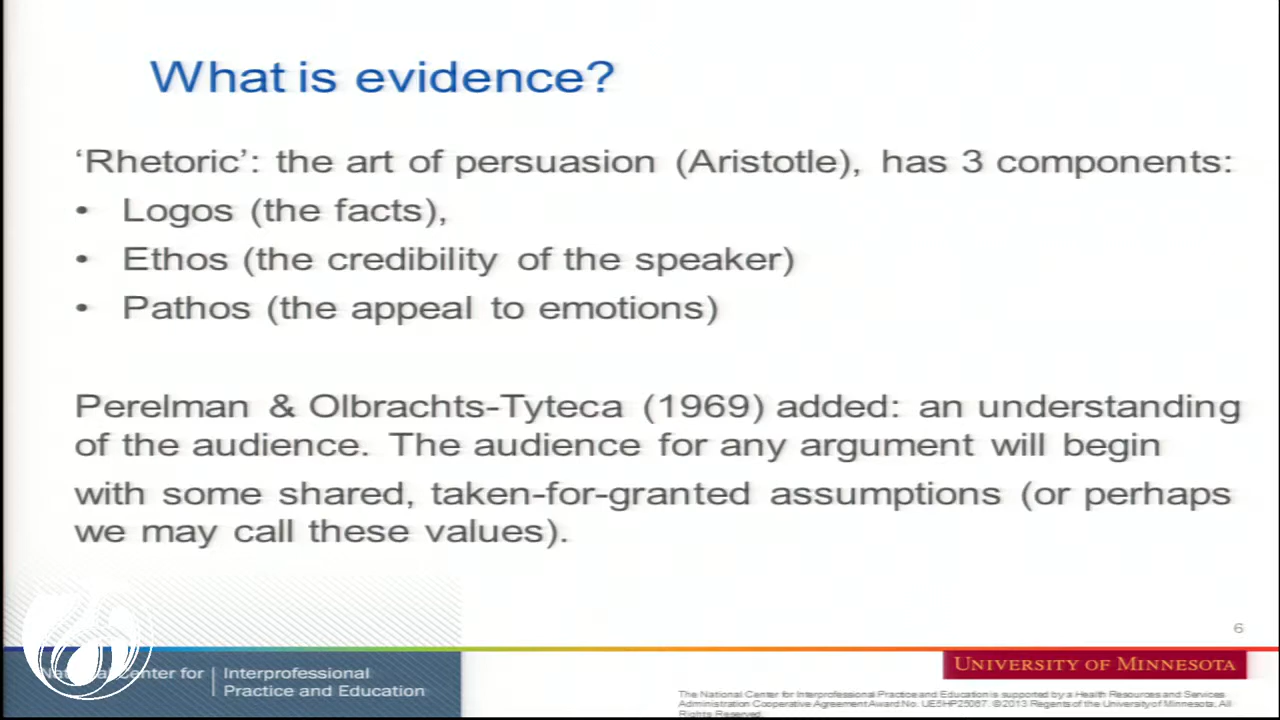 What is evidence?
‘Rhetoric’: the art of persuasion (Aristotle), has 3 components:
• Logos (the facts),
• Ethos (the credibility of the speaker)
• Pathos (the appeal to emotions)
Perelman & Olbrachts-Tyteca (1969) added: an understanding
of the audience. The audience for any argument will begin
with some shared, taken-for-granted assumptions (or perhaps
we may call these values).
6
National Center for
Interprofessional
Practice and Education
UNIVERSITY OF MINNESOTA
The National Center for Interprofessional Practice and Education is supported by a Health Resources and Services
Administration Cooperative Agreement Award No. UE5HP25067. ©2013 Regents of the University of Minnesota, All
Rights Reserved.